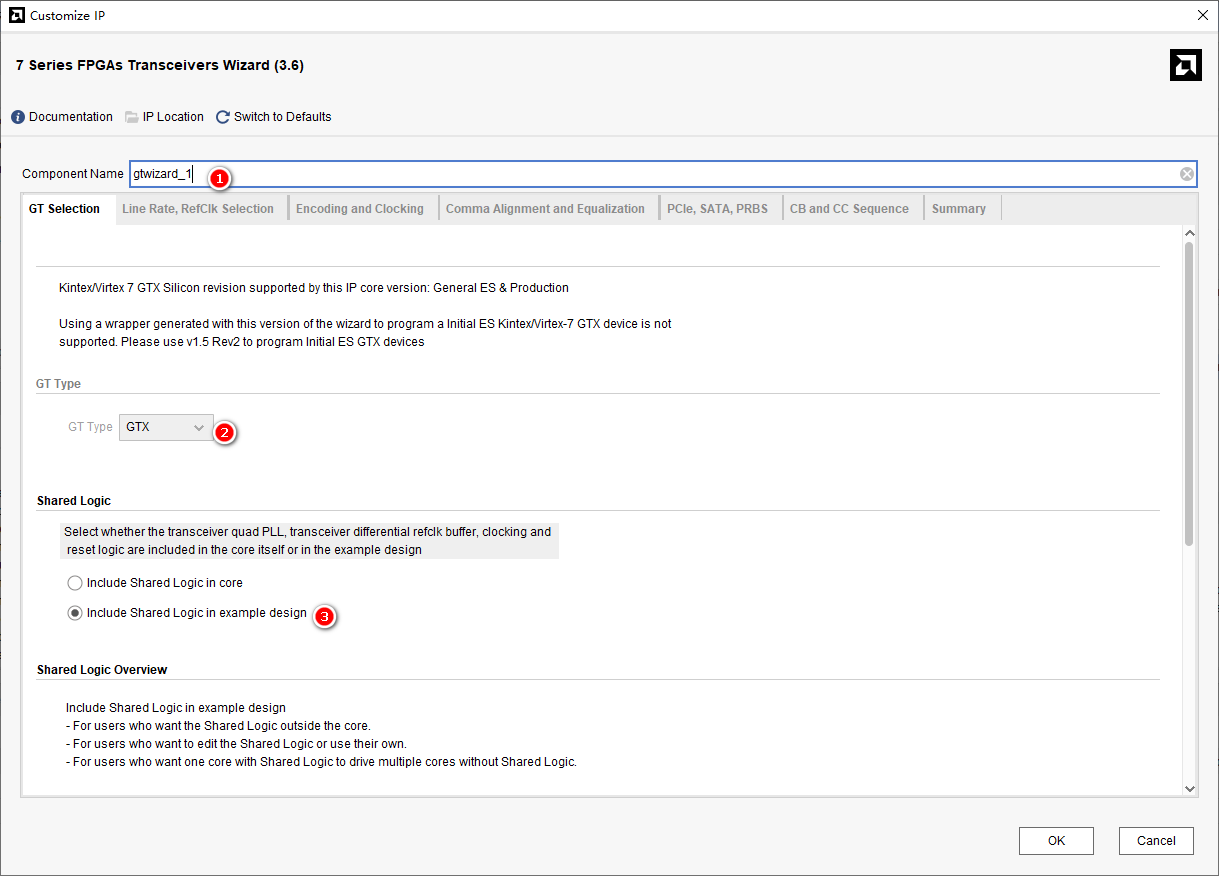 Customize IP
7 Series FPGAs Transceivers Wizard (3.6)
Documentation IP Location Switch to Defaults
Component Name gtwizard_1 1
GT Selection Line Rate, RefClk Selection Encoding and Clocking Comma Alignment and Equalization PCIe, SATA, PRBS CB and CC Sequence Summary
Kintex/Virtex 7 GTX Silicon revision supported by this IP core version: General ES & Production
Using a wrapper generated with this version of the wizard to program a Initial ES Kintex/Virtex-7 GTX device is not
supported. Please use v1.5 Rev2 to program Initial ES GTX devices
GT Type
GT Type GTX 2
Shared Logic
Select whether the transceiver quad PLL, transceiver differential refclk buffer, clocking and
reset logic are included in the core itself or in the example design
Include Shared Logic in core
Include Shared Logic in example design 3
Shared Logic Overview
Include Shared Logic in example design
- For users who want the Shared Logic outside the core.
- For users who want to edit the Shared Logic or use their own.
- For users who want one core with Shared Logic to drive multiple cores without Shared Logic.
OK Cancel